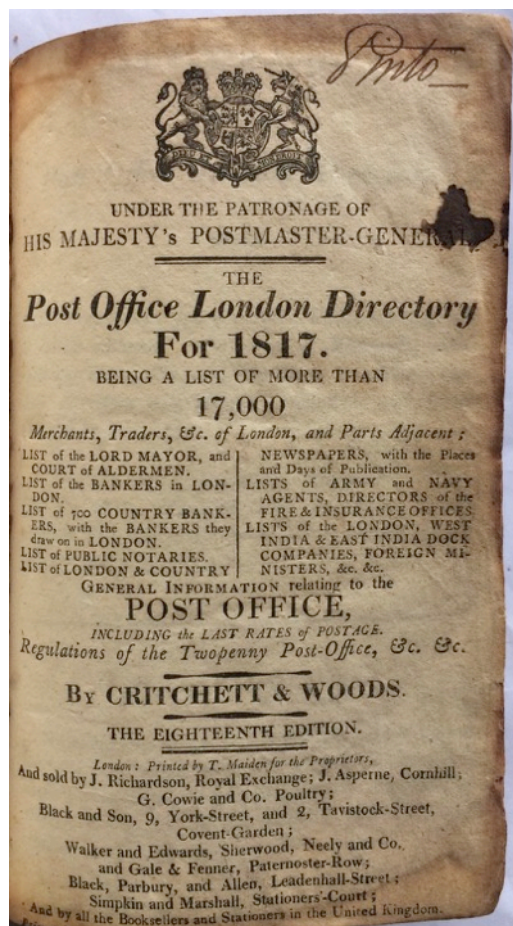 Pinto
DIEU ET MON DROIT
UNDER THE PATRONAGE OF
HIS MAJESTY's POSTMASTER-GENERAL
THE
Post Office London Directory
For 1817.
BEING A LIST OF MORE THAN
17,000
Merchants, Traders, &c. of London, and Parts Adjacent ;
LIST of the LORD MAYOR, and
COURT of ALDERMEN.
LIST of the BANKERS in LON-
DON.
LIST of 700 COUNTRY BANK-
ERS, with the BANKERS they
draw on in LONDON.
LIST of PUBLIC NOTARIES.
LIST of LONDON & COUNTRY
NEWSPAPERS, with the Places
and Days of Publication.
LISTS of ARMY and NAVY
AGENTS, DIRECTORS of the
FIRE & INSURANCE OFFICES
LISTS of the LONDON, WEST
INDIA & EAST INDIA DOCK
COMPANIES, FOREIGN MI-
NISTERS, &c. &c.
GENERAL INFORMATION relating to the
POST OFFICE,
INCLUDING the LAST RATES of POSTAGE.
Regulations of the Twopenny Post-Office, &c. &c.
By CRITCHETT & WOODS.
THE EIGHTEENTH EDITION.
London : Printed by T. Maiden for the Proprietors,
And sold by J. Richardson, Royal Exchange; J. Asperne, Cornhill;
G. Cowie and Co. Poultry;
Black and Son, 9, York-Street, and 2, Tavistock-Street,
Covent-Garden;
Walker and Edwards, Sherwood, Neely and Co.
and Gale & Fenner, Paternoster-Row;
Black, Parbury, and Allen, Leadenhall-Street;
Simpkin and Marshall, Stationers'-Court;
And by all the Booksellers and Stationers in the United Kingdom.